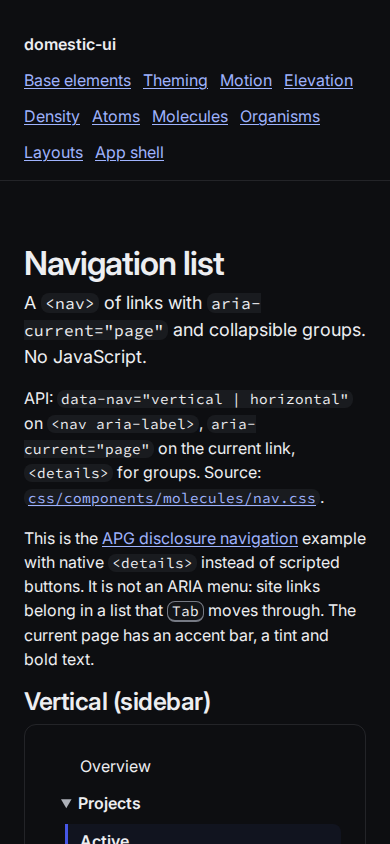 domestic-ui
Base elements Theming Motion Elevation
Density Atoms Molecules Organisms
Layouts App shell
Navigation list
A <nav> of links with aria-
current="page" and collapsible groups.
No JavaScript.
API: data-nav="vertical | horizontal"
on <nav aria-label>, aria-
current="page" on the current link,
<details> for groups. Source:
css/components/molecules/nav.css.
This is the APG disclosure navigation example
with native <details> instead of scripted
buttons. It is not an ARIA menu: site links
belong in a list that Tab moves through. The
current page has an accent bar, a tint and
bold text.
Vertical (sidebar)
Overview
▼ Projects
Active